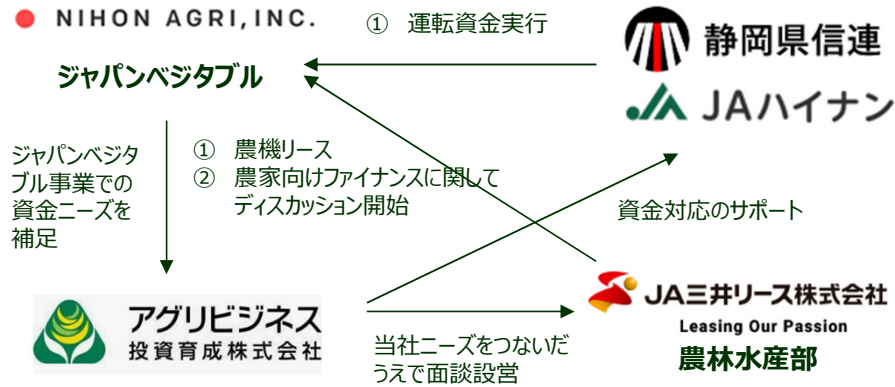 NIHON AGRI, INC.
ジャパンベジタブル
① 運転資金実行
静岡県信連
JAハイナン
ジャパンベジタ
ブル事業での
資金ニーズを
補足
① 農機リース
② 農家向けファイナンスに関して
ディスカッション開始
資金対応のサポート
アグリビジネス
投資育成株式会社
当社ニーズをつないだ
うえで面談設営
JA三井リース株式会社
Leasing Our Passion
農林水産部